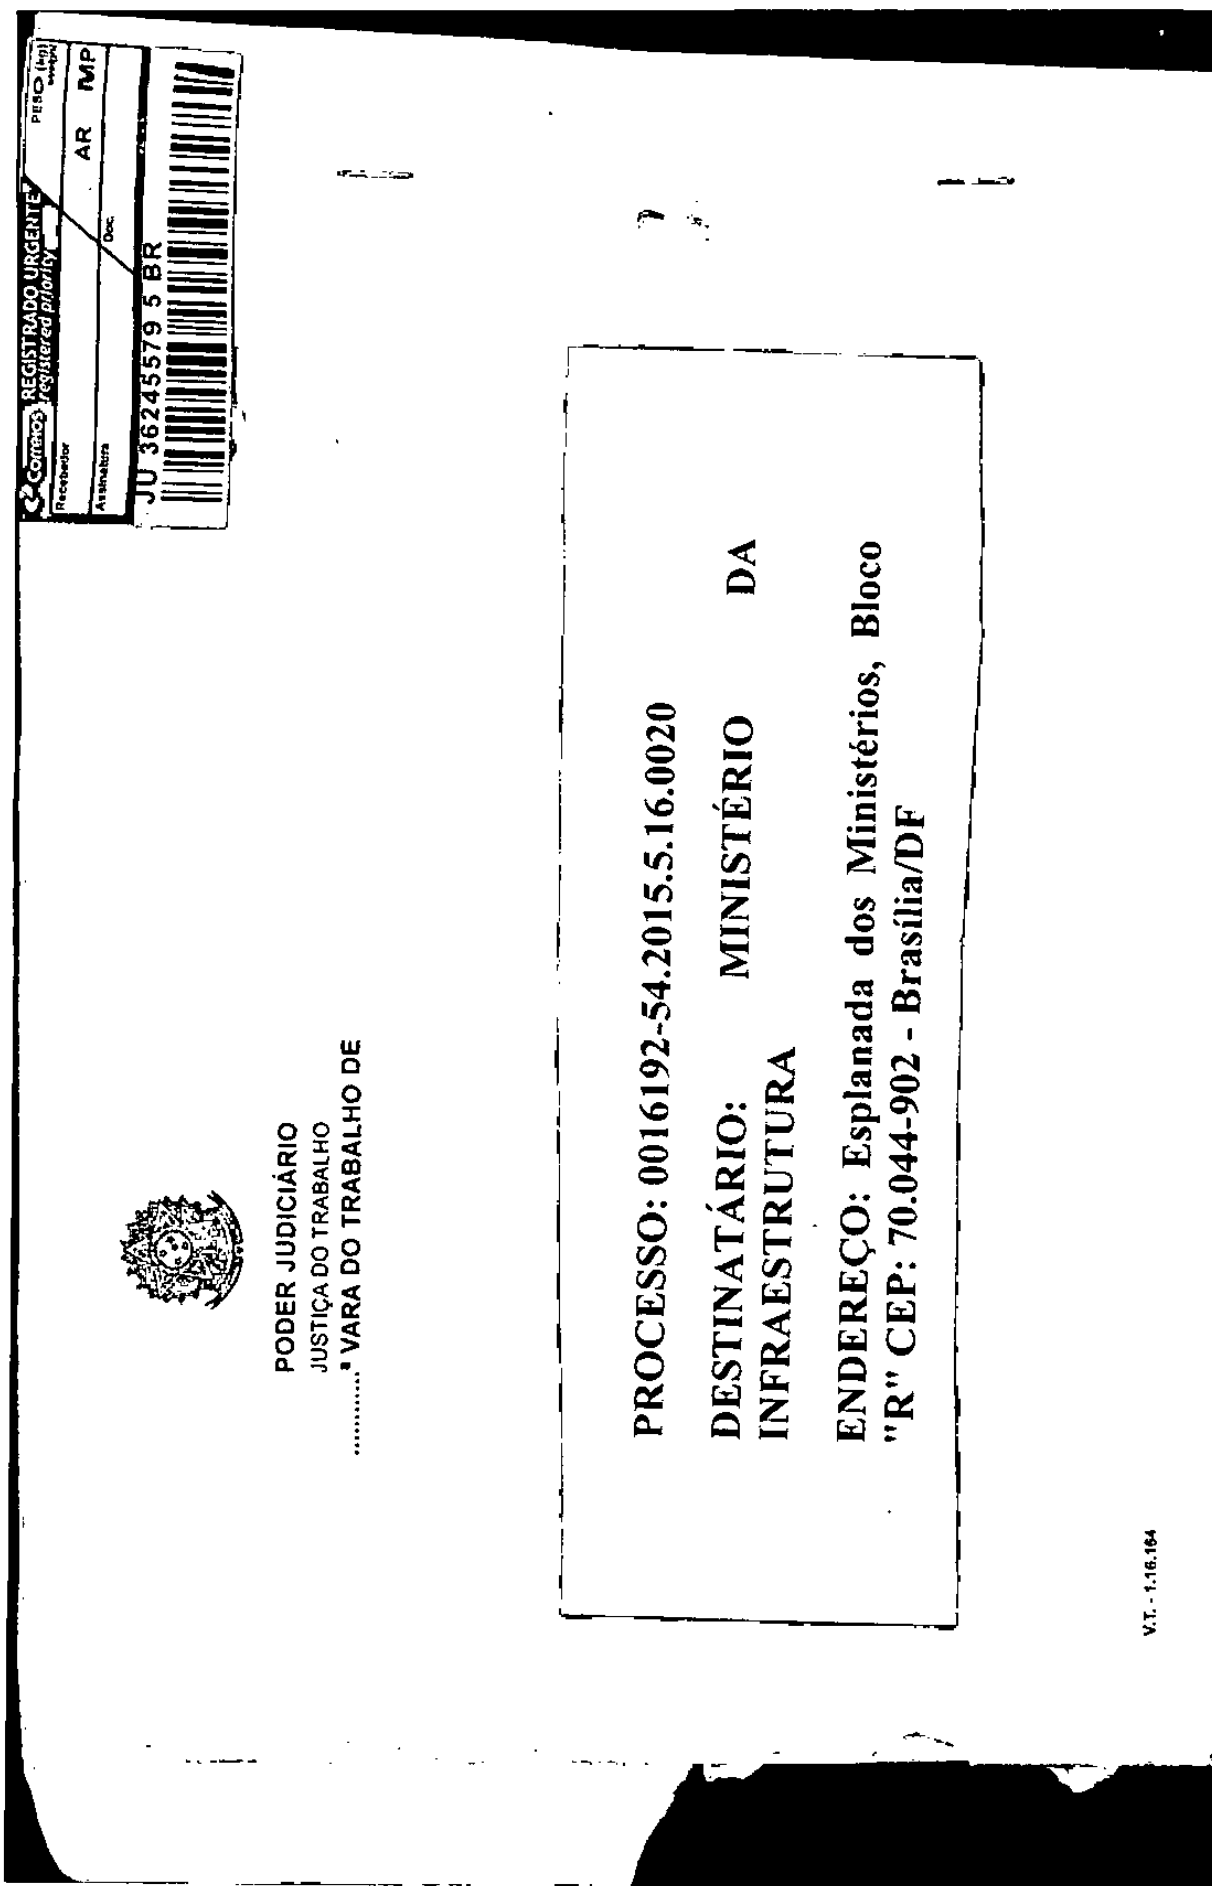 Correios REGISTRADO URGENTE
registered priority
PESO (kg)
Recebedor
AR MP
Assinatura
Doc.
JU 36245579 5 BR
PODER JUDICIÁRIO
JUSTIÇA DO TRABALHO
............ª VARA DO TRABALHO DE
PROCESSO: 0016192-54.2015.5.16.0020
DESTINATÁRIO: MINISTÉRIO DA
INFRAESTRUTURA
ENDEREÇO: Esplanada dos Ministérios, Bloco
"R" CEP: 70.044-902 - Brasília/DF
V.T. - 1.16.164